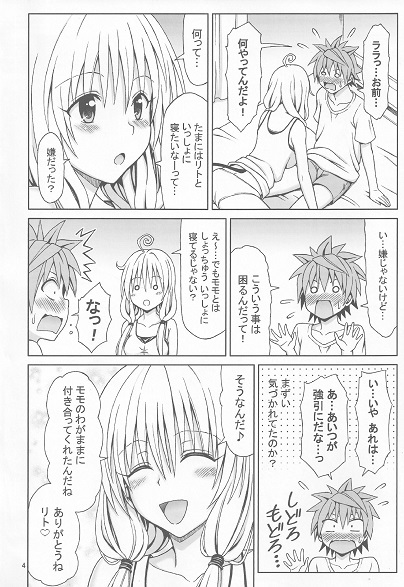 ララっ…お前…
何やってんだよ!
何って…
たまにはリトと
いっしょに
寝たいなーって…
嫌だった?
い…嫌じゃないけど…
こういう事は
困るんだって!
え〜…でもモモとは
しょっちゅういっしょに
寝てるじゃない?
なっ!
い…いや あれは…
あ…あいつが
強引にだな…っ
まずい
気づかれてたのか?
しどろ
もどろ…
そうなんだ♪
モモのわがままに
付き合ってくれたんだね
ありがとうね
リト♡
4